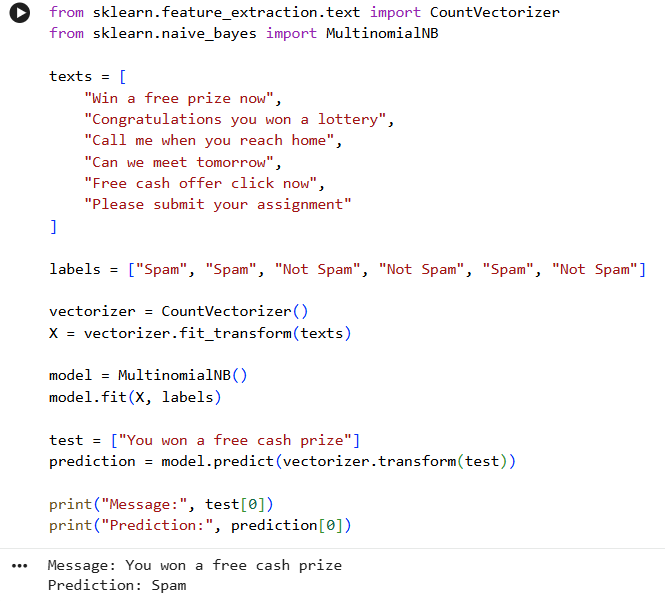 from sklearn.feature_extraction.text import CountVectorizer
from sklearn.naive_bayes import MultinomialNB
texts = [
    "Win a free prize now",
    "Congratulations you won a lottery",
    "Call me when you reach home",
    "Can we meet tomorrow",
    "Free cash offer click now",
    "Please submit your assignment"
]
labels = ["Spam", "Spam", "Not Spam", "Not Spam", "Spam", "Not Spam"]
vectorizer = CountVectorizer()
X = vectorizer.fit_transform(texts)
model = MultinomialNB()
model.fit(X, labels)
test = ["You won a free cash prize"]
prediction = model.predict(vectorizer.transform(test))
print("Message:", test[0])
print("Prediction:", prediction[0])
Message: You won a free cash prize
Prediction: Spam